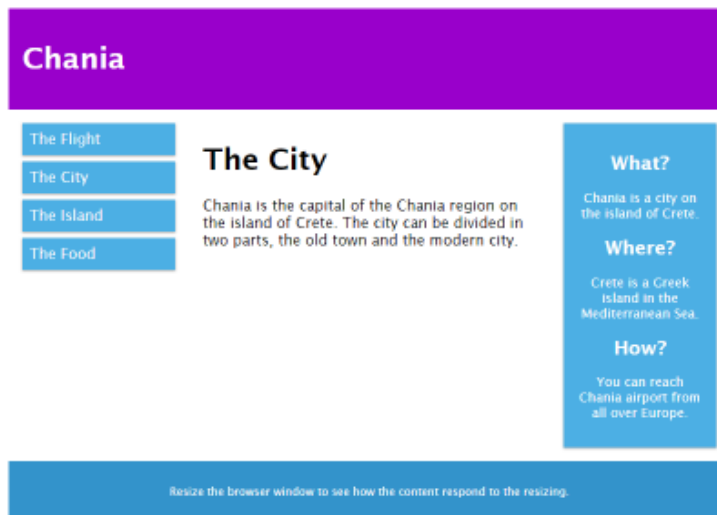 Chania
The Flight
The City
The Island
The Food
The City
Chania is the capital of the Chania region on
the island of Crete. The city can be divided in
two parts, the old town and the modern city.
What?
Chania is a city on
the island of Crete.
Where?
Crete is a Greek
island in the
Mediterranean Sea.
How?
You can reach
Chania airport from
all over Europe.
Resize the browser window to see how the content respond to the resizing.